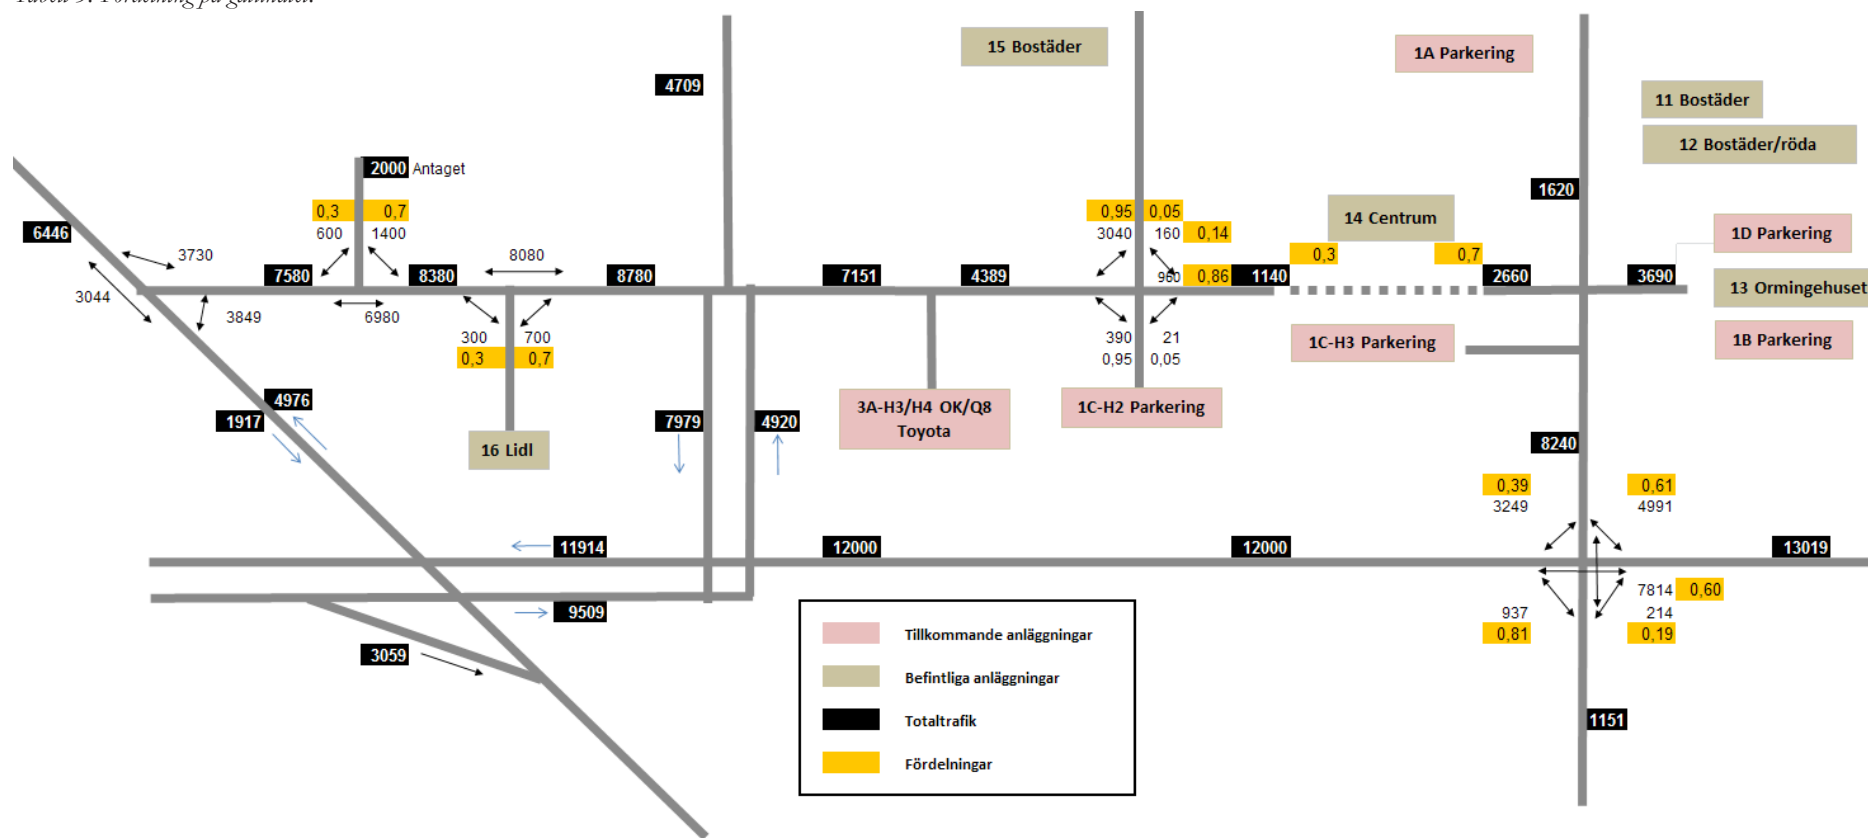 15 Bostäder
1A Parkering
4709
11 Bostäder
12 Bostäder/röda
2000 Antaget
1620
0,3 0,7
0,95 0,05
14 Centrum
6446
600 1400
3040 160 0,14
1D Parkering
3730
8080
0,3 0,7
7580
8380
8780
7151
4389
960 0,86 1140
2660
3690
3044
13 Ormingehuset
3849
6980
300 700
390 21
1C-H3 Parkering
1B Parkering
0,3 0,7
0,95 0,05
4976
1917
3A-H3/H4 OK/Q8
Toyota
1C-H2 Parkering
7979
4920
16 Lidl
8240
0,39 0,61
3249 4991
11914
12000
12000
13019
7814 0,60
9509
937 214
0,81 0,19
Tillkommande anläggningar
3059
Befintliga anläggningar
Totaltrafik
1151
Fördelningar